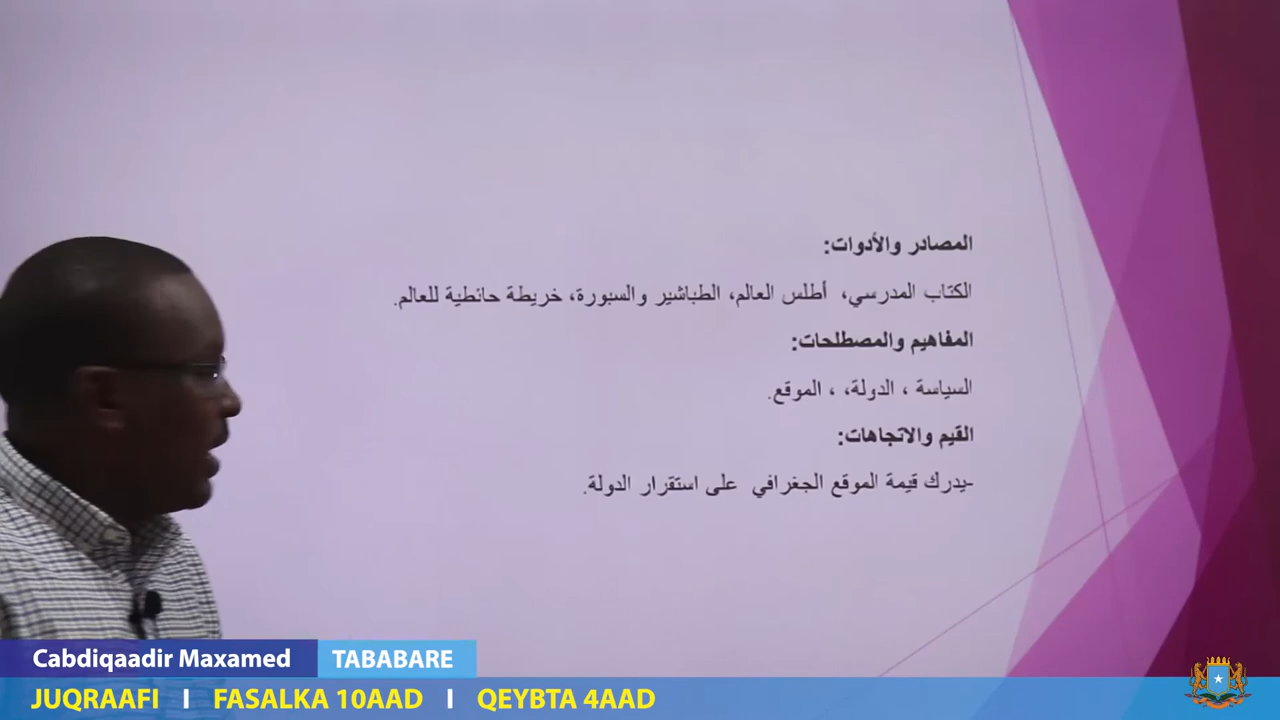 المصادر والأدوات:
الكتاب المدرسي، أطلس العالم، الطباشير والسبورة، خريطة حائطية للعالم.
المفاهيم والمصطلحات:
السياسة ، الدولة، ، الموقع.
القيم والاتجاهات:
-يدرك قيمة الموقع الجغرافي على استقرار الدولة.
Cabdiqaadir Maxamed TABABARE
JUQRAAFI I FASALKA 10AAD I QEYBTA 4AAD